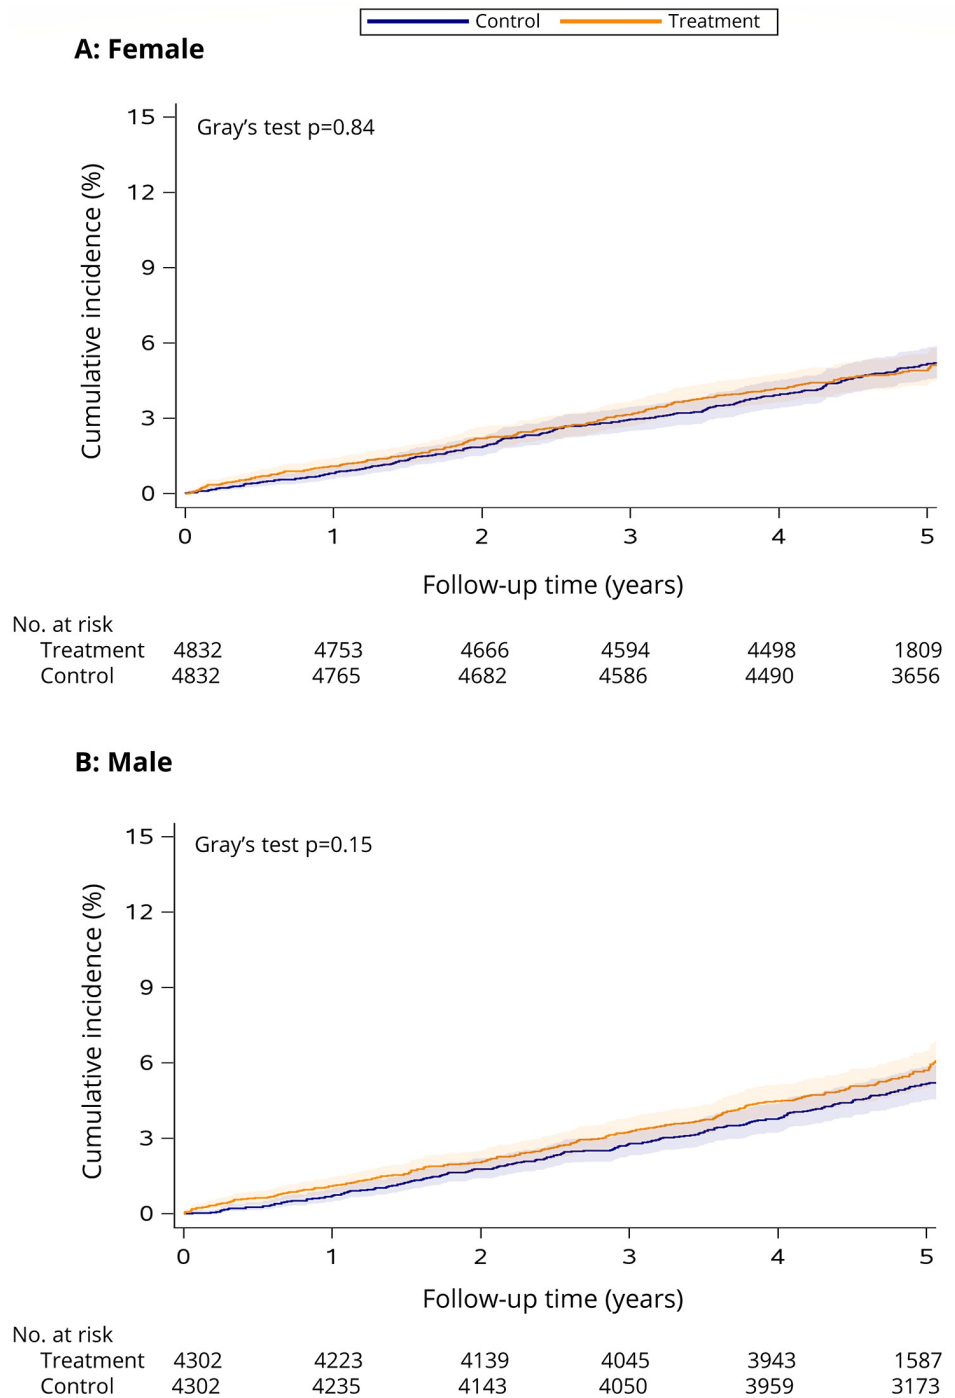 Control Treatment
A: Female
Gray’s test p=0.84
Cumulative incidence (%)
15
12
9
6
3
0
0 1 2 3 4 5
Follow-up time (years)
No. at risk
Treatment 4832 4753 4666 4594 4498 1809
Control 4832 4765 4682 4586 4490 3656
B: Male
Gray’s test p=0.15
Cumulative incidence (%)
15
12
9
6
3
0
0 1 2 3 4 5
Follow-up time (years)
No. at risk
Treatment 4302 4223 4139 4045 3943 1587
Control 4302 4235 4143 4050 3959 3173